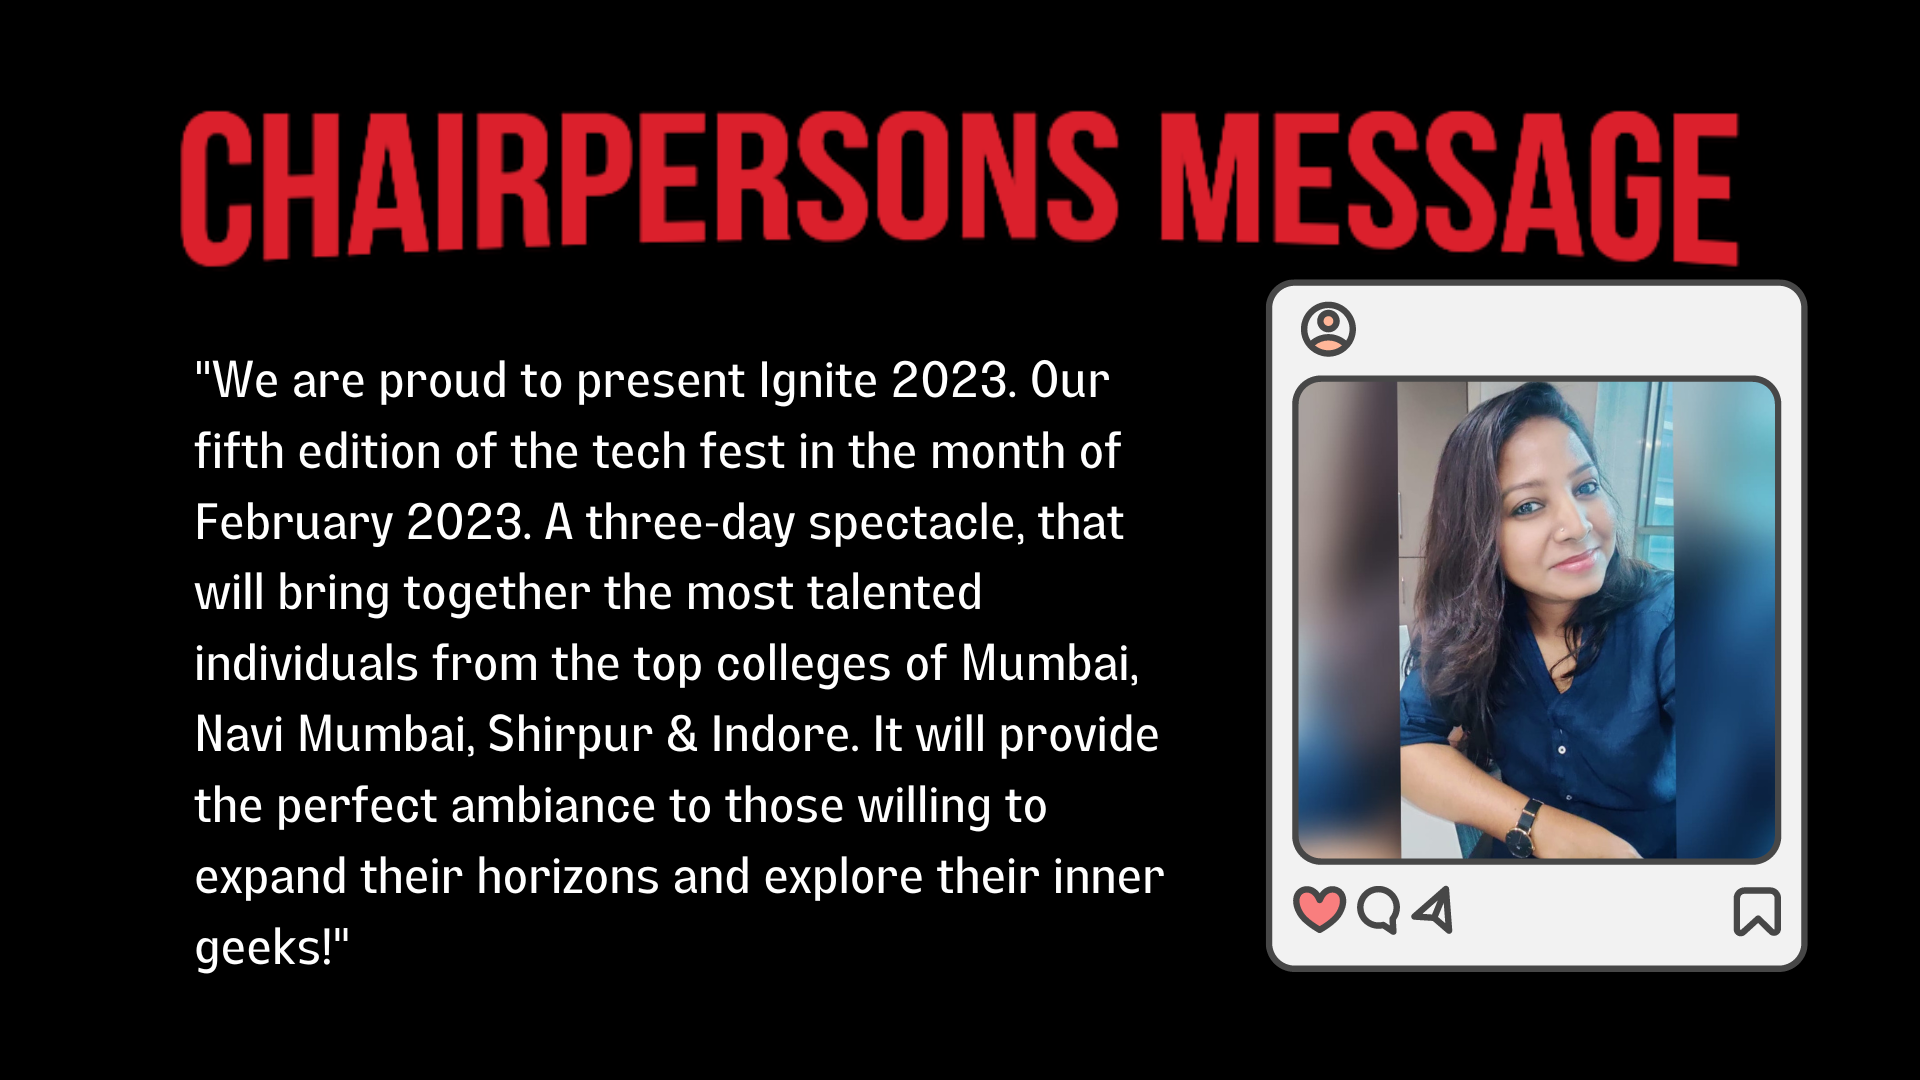 CHAIRPERSONS MESSAGE
"We are proud to present Ignite 2023. Our
fifth edition of the tech fest in the month of
February 2023. A three-day spectacle, that
will bring together the most talented
individuals from the top colleges of Mumbai,
Navi Mumbai, Shirpur & Indore. It will provide
the perfect ambiance to those willing to
expand their horizons and explore their inner
geeks!"